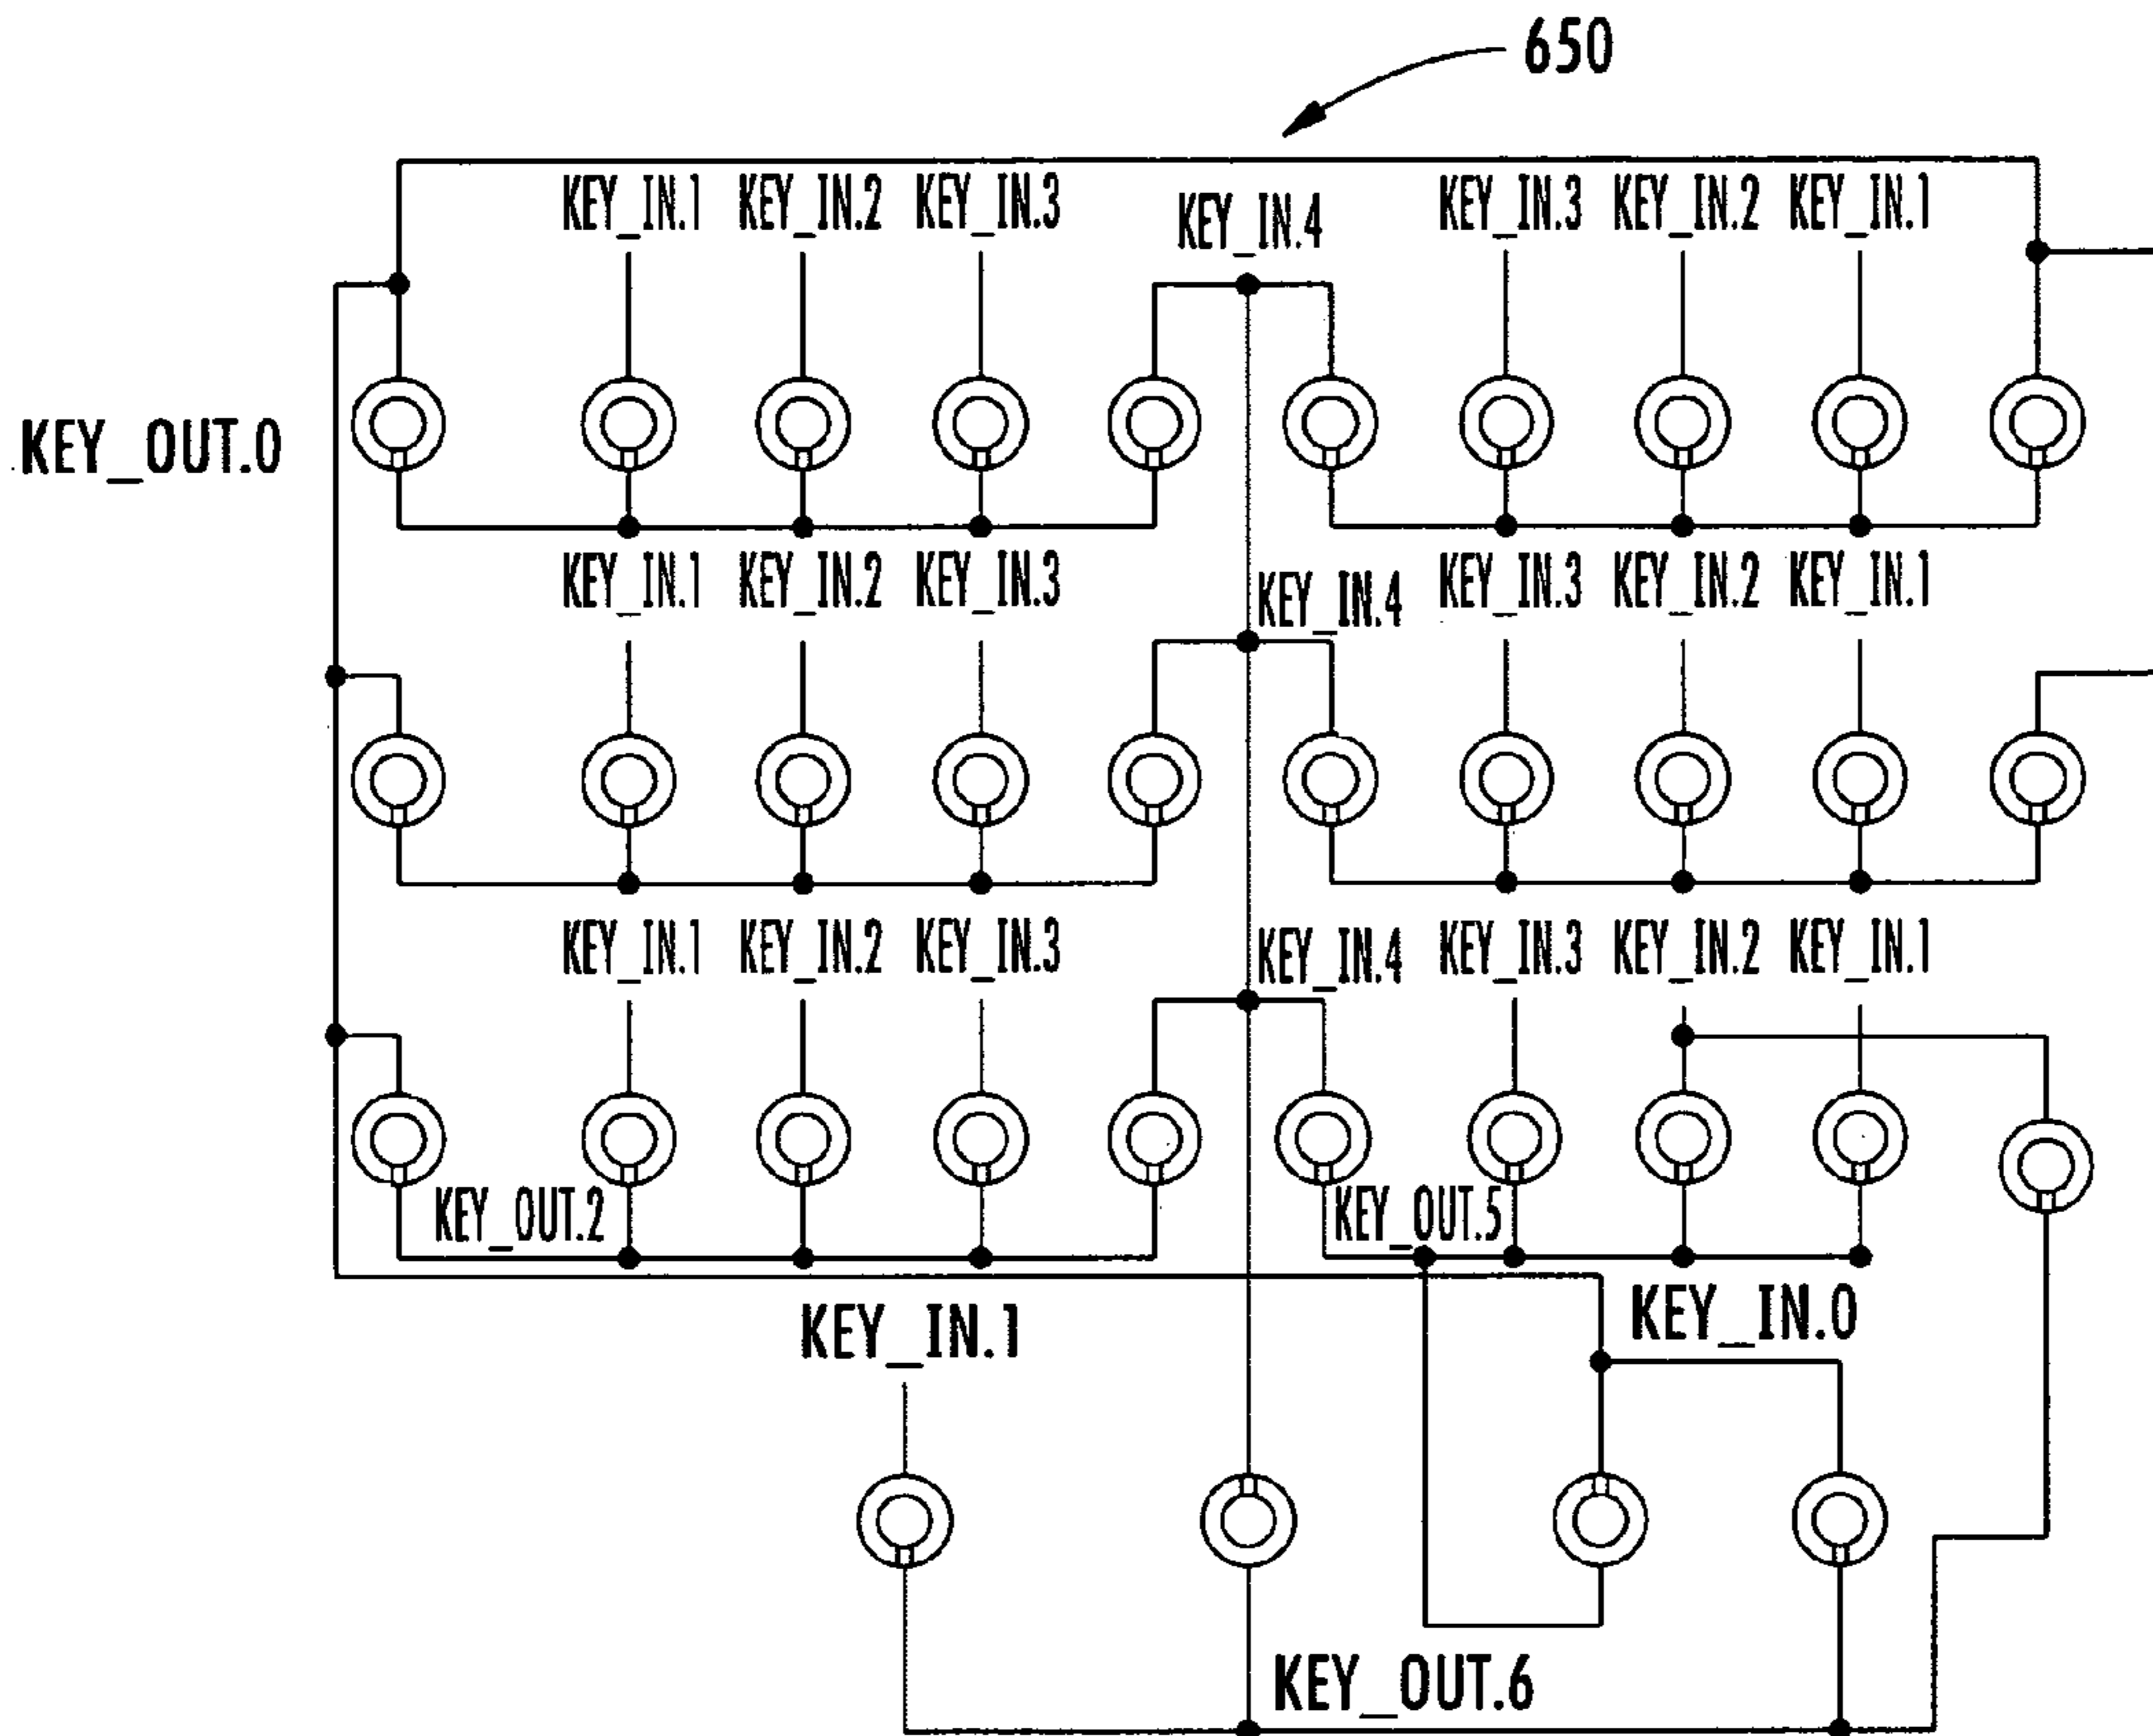 650
KEY_IN.1 KEY_IN.2 KEY_IN.3 KEY_IN.4 KEY_IN.3 KEY_IN.2 KEY_IN.1
KEY_OUT.0
KEY_IN.1 KEY_IN.2 KEY_IN.3 KEY_IN.4 KEY_IN.3 KEY_IN.2 KEY_IN.1
KEY_IN.1 KEY_IN.2 KEY_IN.3 KEY_IN.4 KEY_IN.3 KEY_IN.2 KEY_IN.1
KEY_OUT.2 KEY_OUT.5
KEY_IN.1 KEY_IN.0
KEY_OUT.6